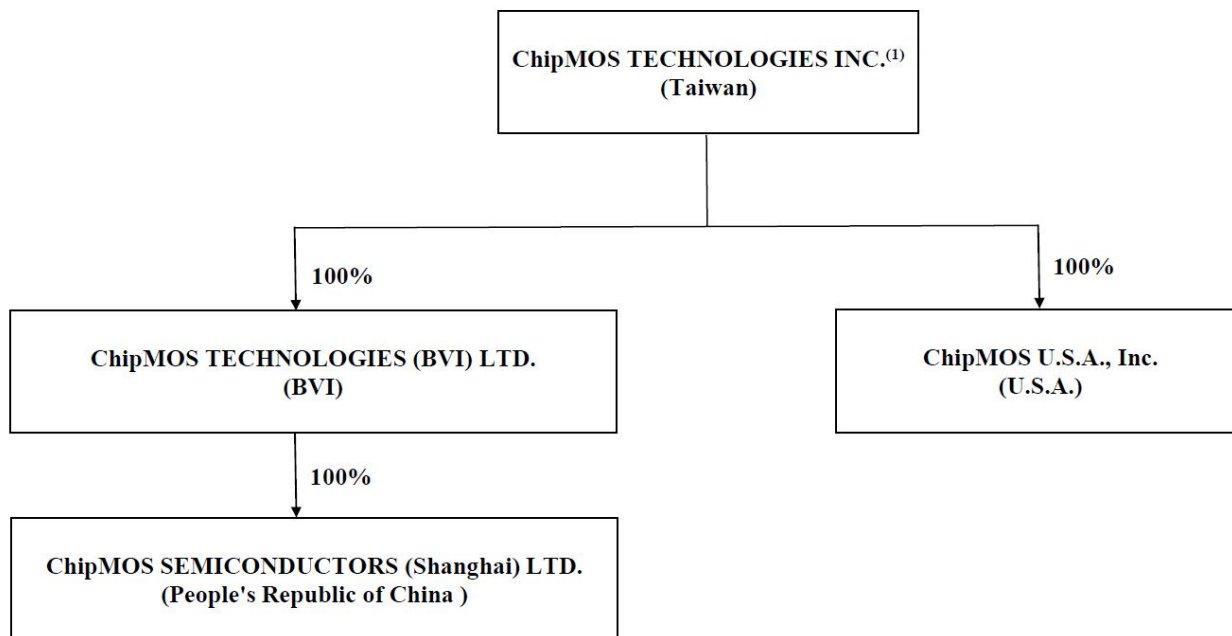 ChipMOS TECHNOLOGIES INC.(1)
(Taiwan)
100%
100%
ChipMOS TECHNOLOGIES (BVI) LTD.
(BVI)
ChipMOS U.S.A., Inc.
(U.S.A.)
100%
ChipMOS SEMICONDUCTORS (Shanghai) LTD.
(People's Republic of China )